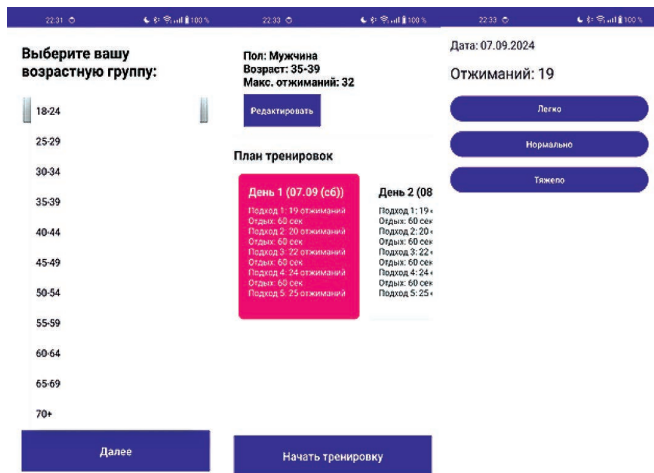 22:31
100 %
Выберите вашу
возрастную группу:
18-24
25-29
30-34
35-39
40-44
45-49
50-54
55-59
60-64
65-69
70+
Далее
22:33
100 %
Пол: Мужчина
Возраст: 35-39
Макс. отжиманий: 32
Редактировать
План тренировок
День 1 (07.09 (сб))
Подход 1: 19 отжиманий
Отдых: 60 сек
Подход 2: 20 отжиманий
Отдых: 60 сек
Подход 3: 22 отжиманий
Отдых: 60 сек
Подход 4: 24 отжиманий
Отдых: 60 сек
Подход 5: 25 отжиманий
День 2 (08
Подход 1: 19
Отдых: 60 сек
Подход 2: 20
Отдых: 60 сек
Подход 3: 22
Отдых: 60 сек
Подход 4: 24
Отдых: 60 сек
Подход 5: 25
Начать тренировку
22:33
100 %
Дата: 07.09.2024
Отжиманий: 19
Легко
Нормально
Тяжело